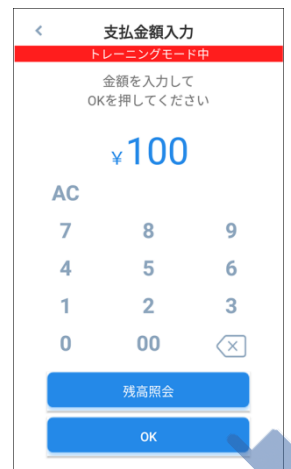 支払金額入力
トレーニングモード中
金額を入力して
OKを押してください
¥100
AC
7 8 9
4 5 6
1 2 3
0 00
残高照会
OK